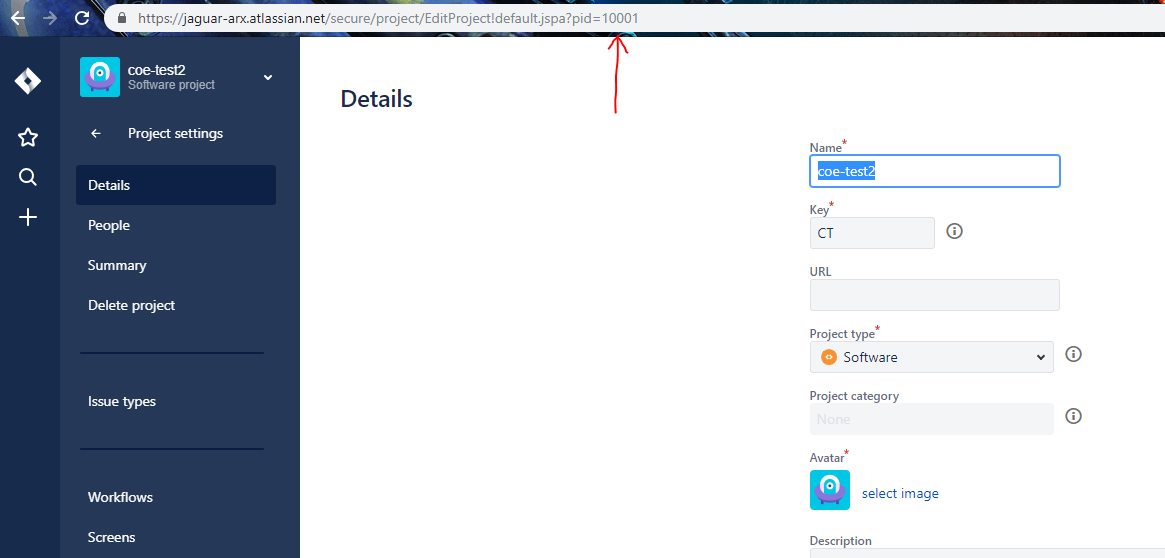 https://jaguar-arx.atlassian.net/secure/project/EditProject!default.jspa?pid=10001
coe-test2
Software project
Project settings
Details
People
Summary
Delete project
Issue types
Workflows
Screens
Details
Name*
coe-test2
Key*
CT
URL
Project type*
Software
Project category
None
Avatar*
select image
Description